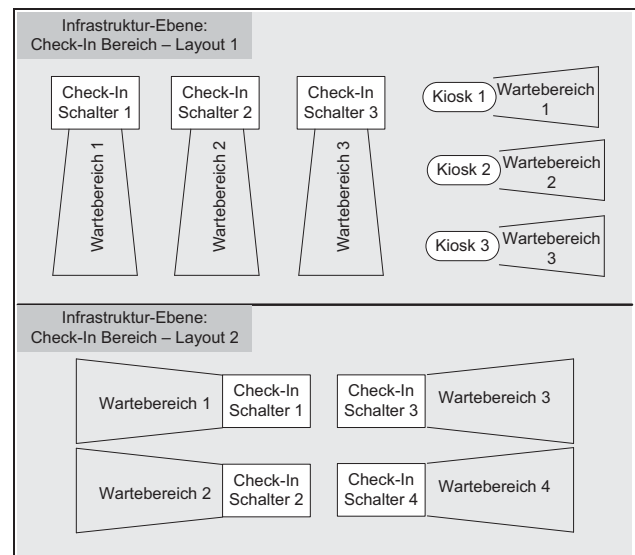 Infrastruktur-Ebene:
Check-In Bereich – Layout 1
Check-In
Schalter 1
Check-In
Schalter 2
Check-In
Schalter 3
Wartebereich 1
Wartebereich 2
Wartebereich 3
Kiosk 1
Wartebereich
1
Kiosk 2
Wartebereich
2
Kiosk 3
Wartebereich
3
Infrastruktur-Ebene:
Check-In Bereich – Layout 2
Wartebereich 1
Check-In
Schalter 1
Check-In
Schalter 3
Wartebereich 3
Wartebereich 2
Check-In
Schalter 2
Check-In
Schalter 4
Wartebereich 4